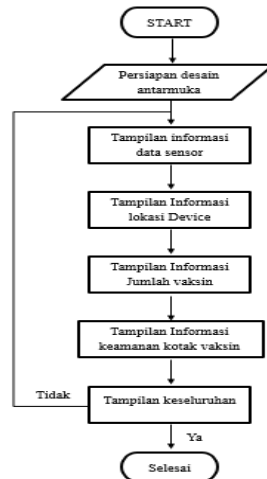 START
Persiapan desain
antarmuka
Tampilan informasi
data sensor
Tampilan Informasi
lokasi Device
Tampilan Informasi
Jumlah vaksin
Tampilan Informasi
keamanan kotak vaksin
Tidak
Tampilan keseluruhan
Ya
Selesai